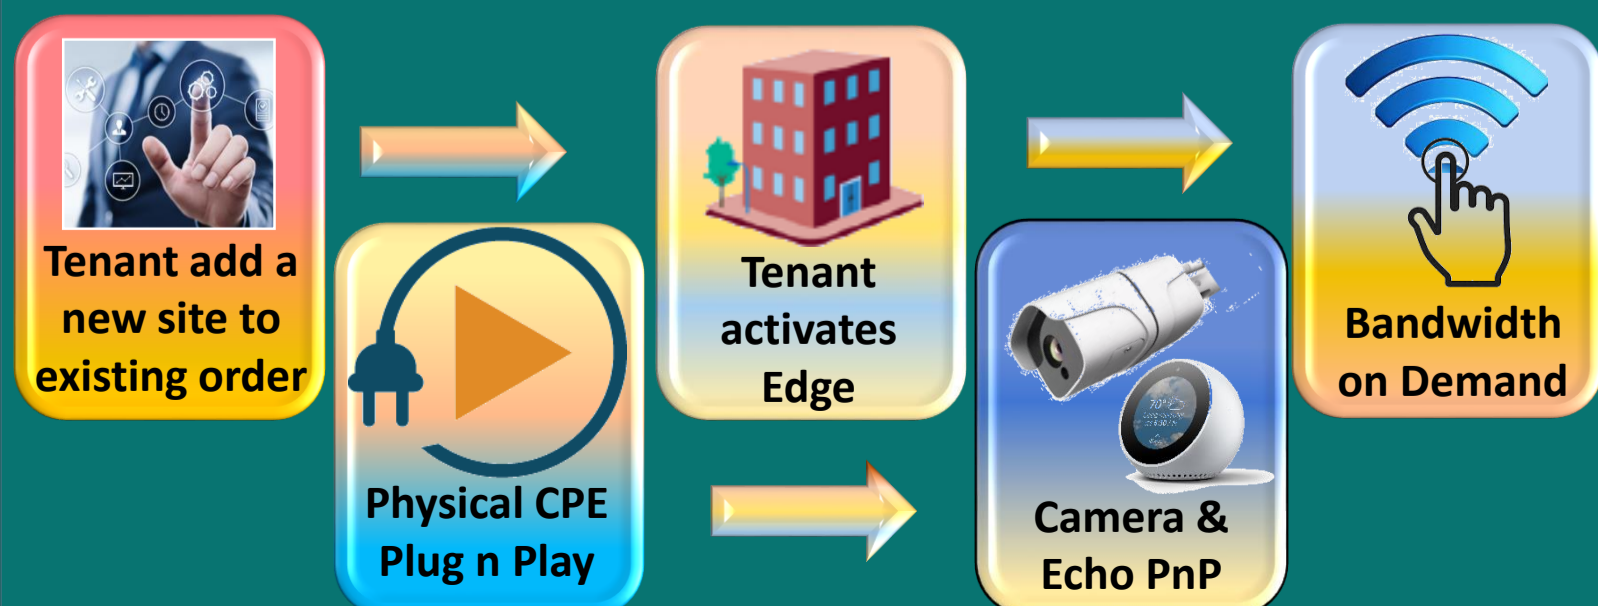 Tenant add a
new site to
existing order
Physical CPE
Plug n Play
Tenant
activates
Edge
70°
Camera &
Echo PnP
Bandwidth
on Demand